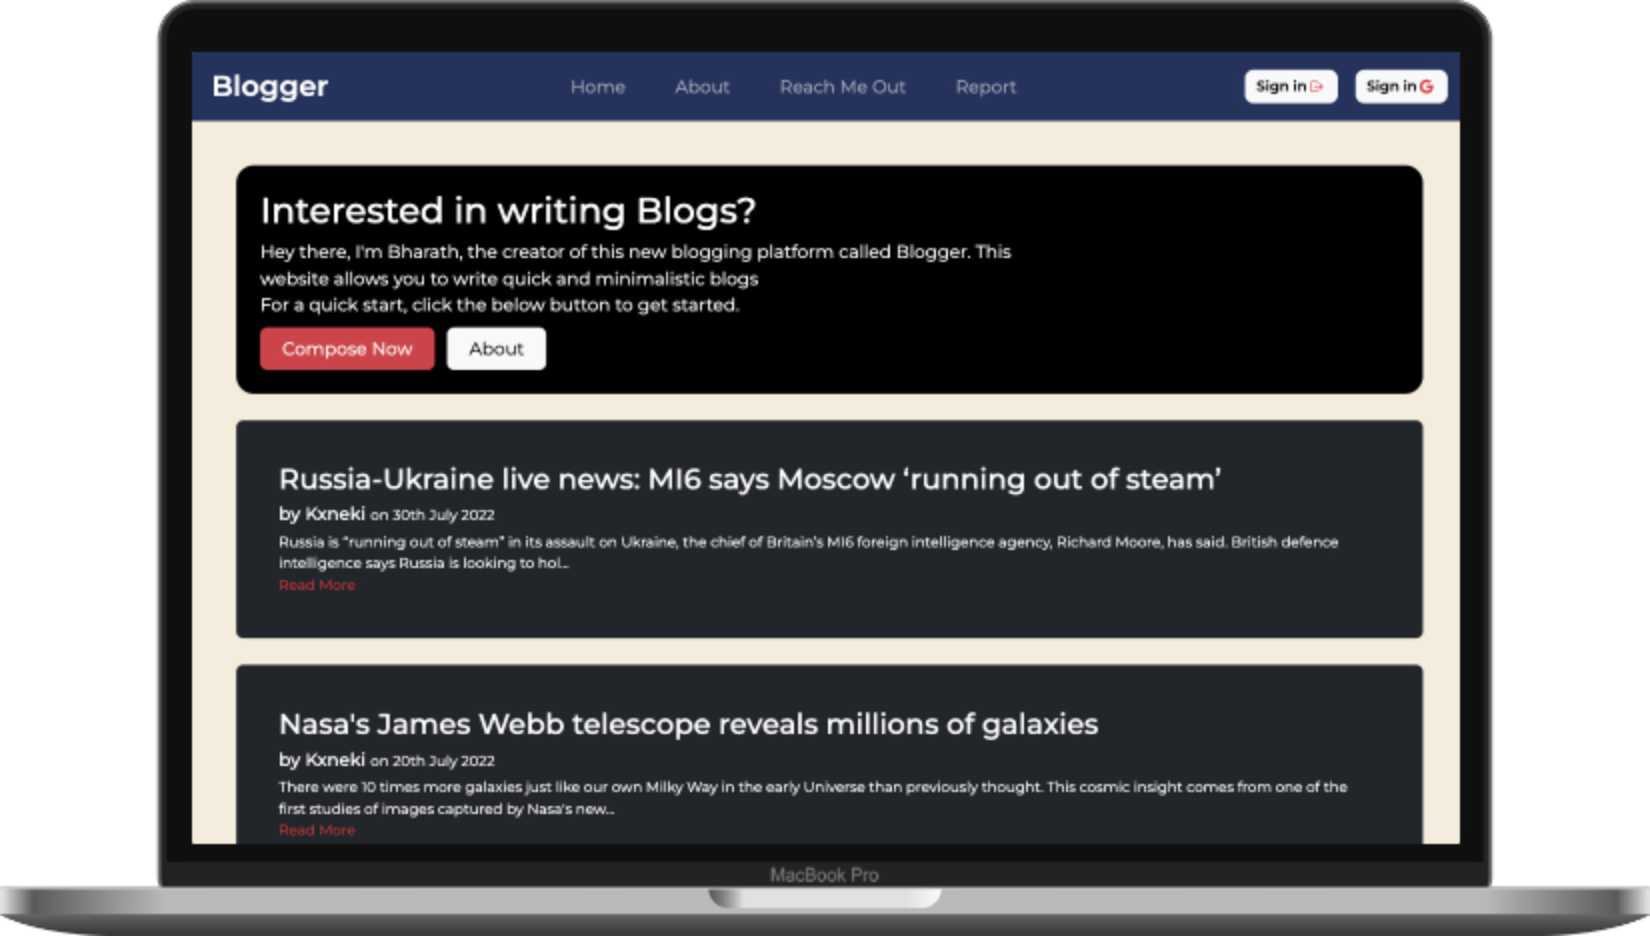 Blogger
Home About Reach Me Out Report
Sign in Sign in G
Interested in writing Blogs?
Hey there, I'm Bharath, the creator of this new blogging platform called Blogger. This
website allows you to write quick and minimalistic blogs
For a quick start, click the below button to get started.
Compose Now About
Russia-Ukraine live news: MI6 says Moscow ‘running out of steam’
by Kxneki on 30th July 2022
Russia is “running out of steam” in its assault on Ukraine, the chief of Britain’s MI6 foreign intelligence agency, Richard Moore, has said. British defence
intelligence says Russia is looking to hol...
Read More
Nasa's James Webb telescope reveals millions of galaxies
by Kxneki on 20th July 2022
There were 10 times more galaxies just like our own Milky Way in the early Universe than previously thought. This cosmic insight comes from one of the
first studies of images captured by Nasa's new...
Read More
MacBook Pro